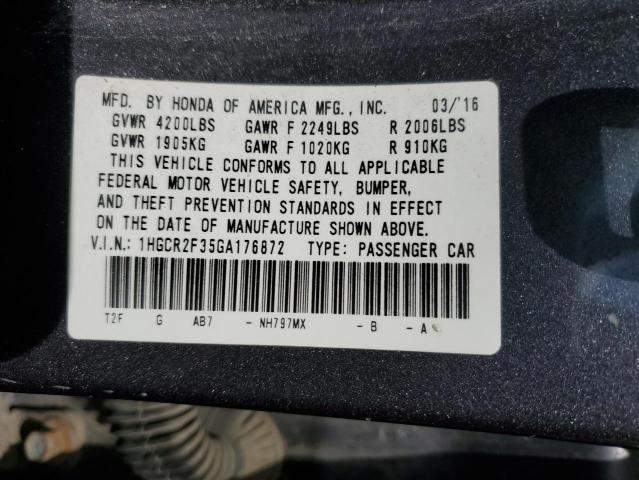 MFD. BY HONDA OF AMERICA MFG., INC. 03/'16
GVWR 4200LBS GAWR F 2249LBS R 2006LBS
GVWR 1905KG GAWR F 1020KG R 910KG
THIS VEHICLE CONFORMS TO ALL APPLICABLE
FEDERAL MOTOR VEHICLE SAFETY, BUMPER,
AND THEFT PREVENTION STANDARDS IN EFFECT
ON THE DATE OF MANUFACTURE SHOWN ABOVE.
V.I.N.: 1HGCR2F35GA176872 TYPE: PASSENGER CAR
T2F G AB7 - NH797MX - B - A